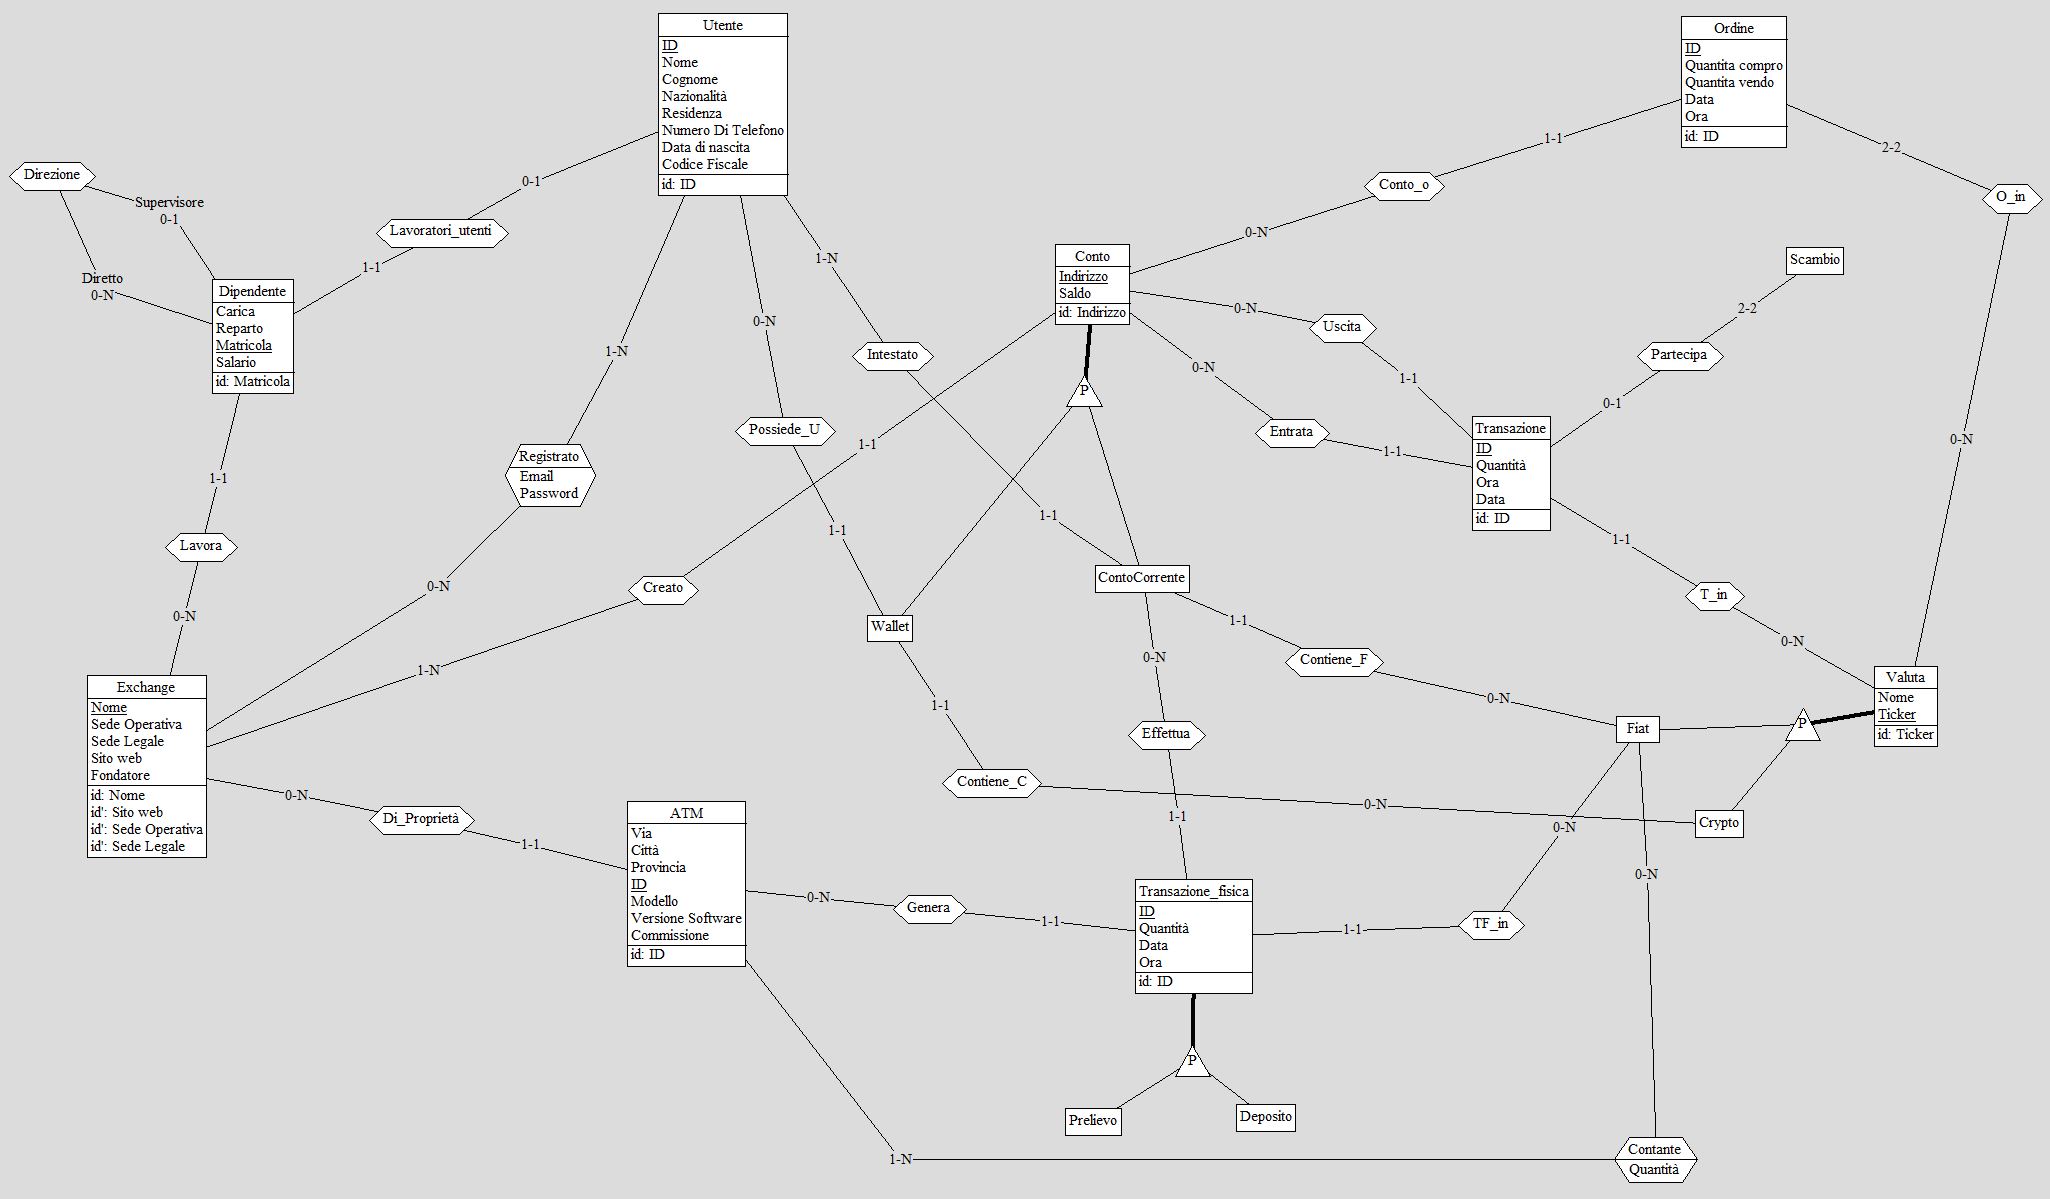 Utente
ID
Nome
Cognome
Nazionalità
Residenza
Numero Di Telefono
Data di nascita
Codice Fiscale
id: ID
Ordine
ID
Quantita compro
Quantita vendo
Data
Ora
id: ID
Direzione
Supervisore
0-1
Diretto
0-N
Lavoratori_utenti
0-1
1-1
Dipendente
Carica
Reparto
Matricola
Salario
id: Matricola
1-1
Lavora
0-N
1-N
Registrato
Email
Password
0-N
0-N
Possiede_U
1-1
1-N
Intestato
1-1
Conto
Indirizzo
Saldo
id: Indirizzo
P
1-1
Conto_o
0-N
2-2
O_in
0-N
Scambio
2-2
Partecipa
0-1
0-N
Uscita
1-1
0-N
Entrata
1-1
Transazione
ID
Quantità
Ora
Data
id: ID
1-1
T_in
0-N
1-1
Creato
1-N
Wallet
ContoCorrente
1-1
Contiene_F
0-N
0-N
Effettua
1-1
1-1
Contiene_C
0-N
Exchange
Nome
Sede Operativa
Sede Legale
Sito web
Fondatore
id: Nome
id': Sito web
id': Sede Operativa
id': Sede Legale
Valuta
Nome
Ticker
id: Ticker
P
Fiat
Crypto
0-N
Di_Proprietà
1-1
ATM
Via
Città
Provincia
ID
Modello
Versione Software
Commissione
id: ID
0-N
Genera
1-1
Transazione_fisica
ID
Quantità
Data
Ora
id: ID
1-1
TF_in
0-N
0-N
P
Prelievo
Deposito
1-N
Contante
Quantità